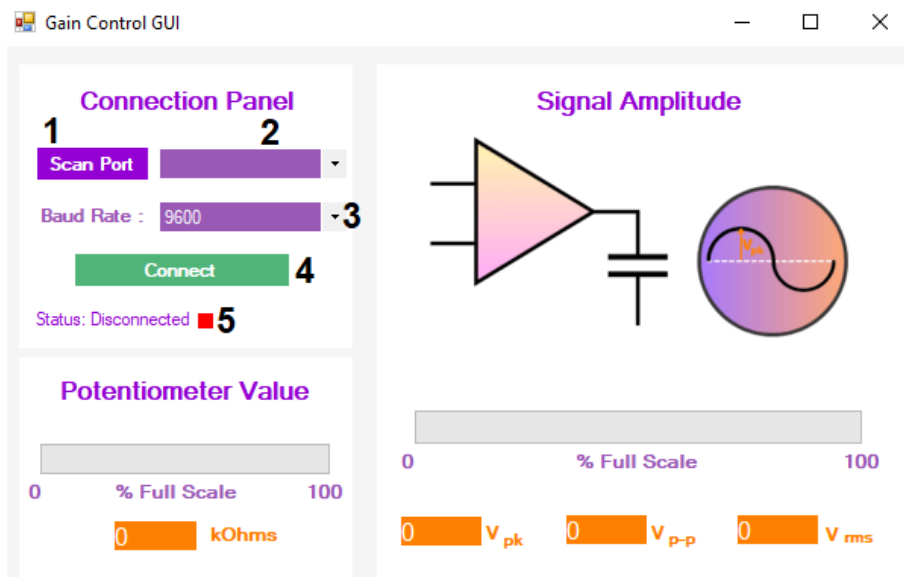 Gain Control GUI
Connection Panel
1
2
Scan Port
Baud Rate :
9600
3
Connect
4
Status: Disconnected
5
Potentiometer Value
0
% Full Scale
100
0
kOhms
Signal Amplitude
V pk
0
% Full Scale
100
0
V pk
0
V p-p
0
V rms